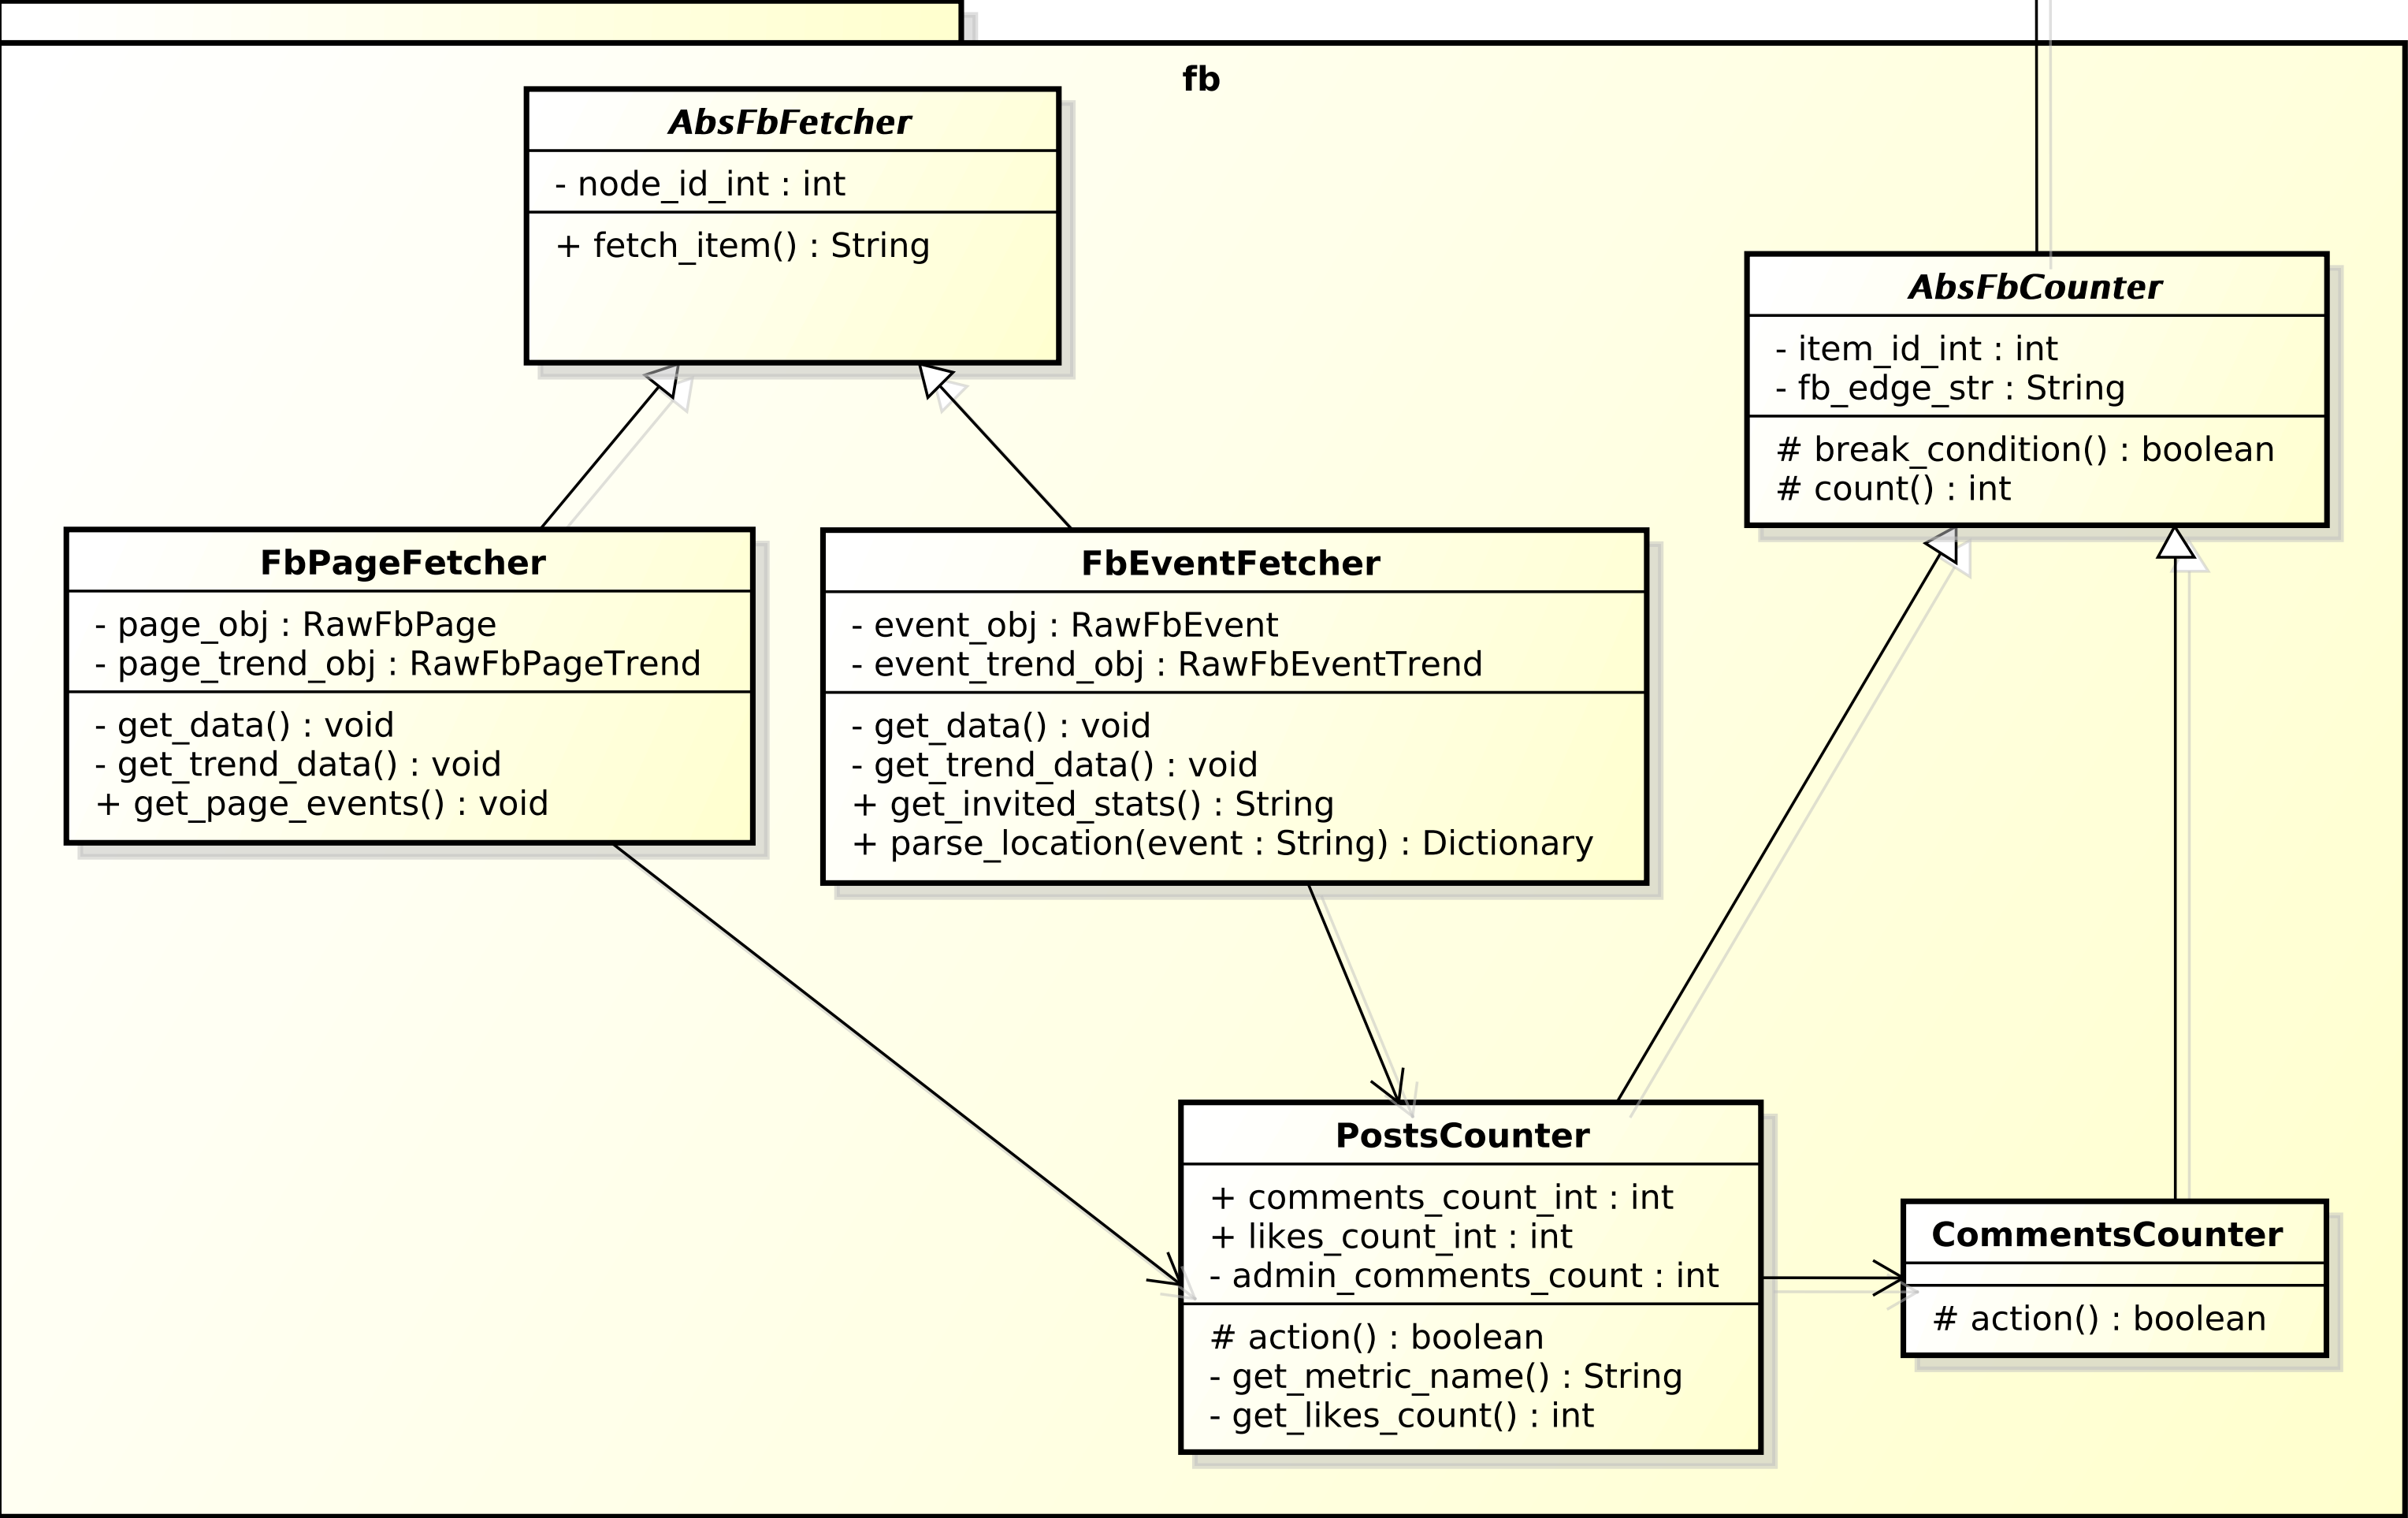 fb
AbsFbFetcher
- node_id_int : int
+ fetch_item() : String
AbsFbCounter
- item_id_int : int
- fb_edge_str : String
# break_condition() : boolean
# count() : int
FbPageFetcher
- page_obj : RawFbPage
- page_trend_obj : RawFbPageTrend
- get_data() : void
- get_trend_data() : void
+ get_page_events() : void
FbEventFetcher
- event_obj : RawFbEvent
- event_trend_obj : RawFbEventTrend
- get_data() : void
- get_trend_data() : void
+ get_invited_stats() : String
+ parse_location(event : String) : Dictionary
PostsCounter
+ comments_count_int : int
+ likes_count_int : int
- admin_comments_count : int
# action() : boolean
- get_metric_name() : String
- get_likes_count() : int
CommentsCounter
# action() : boolean